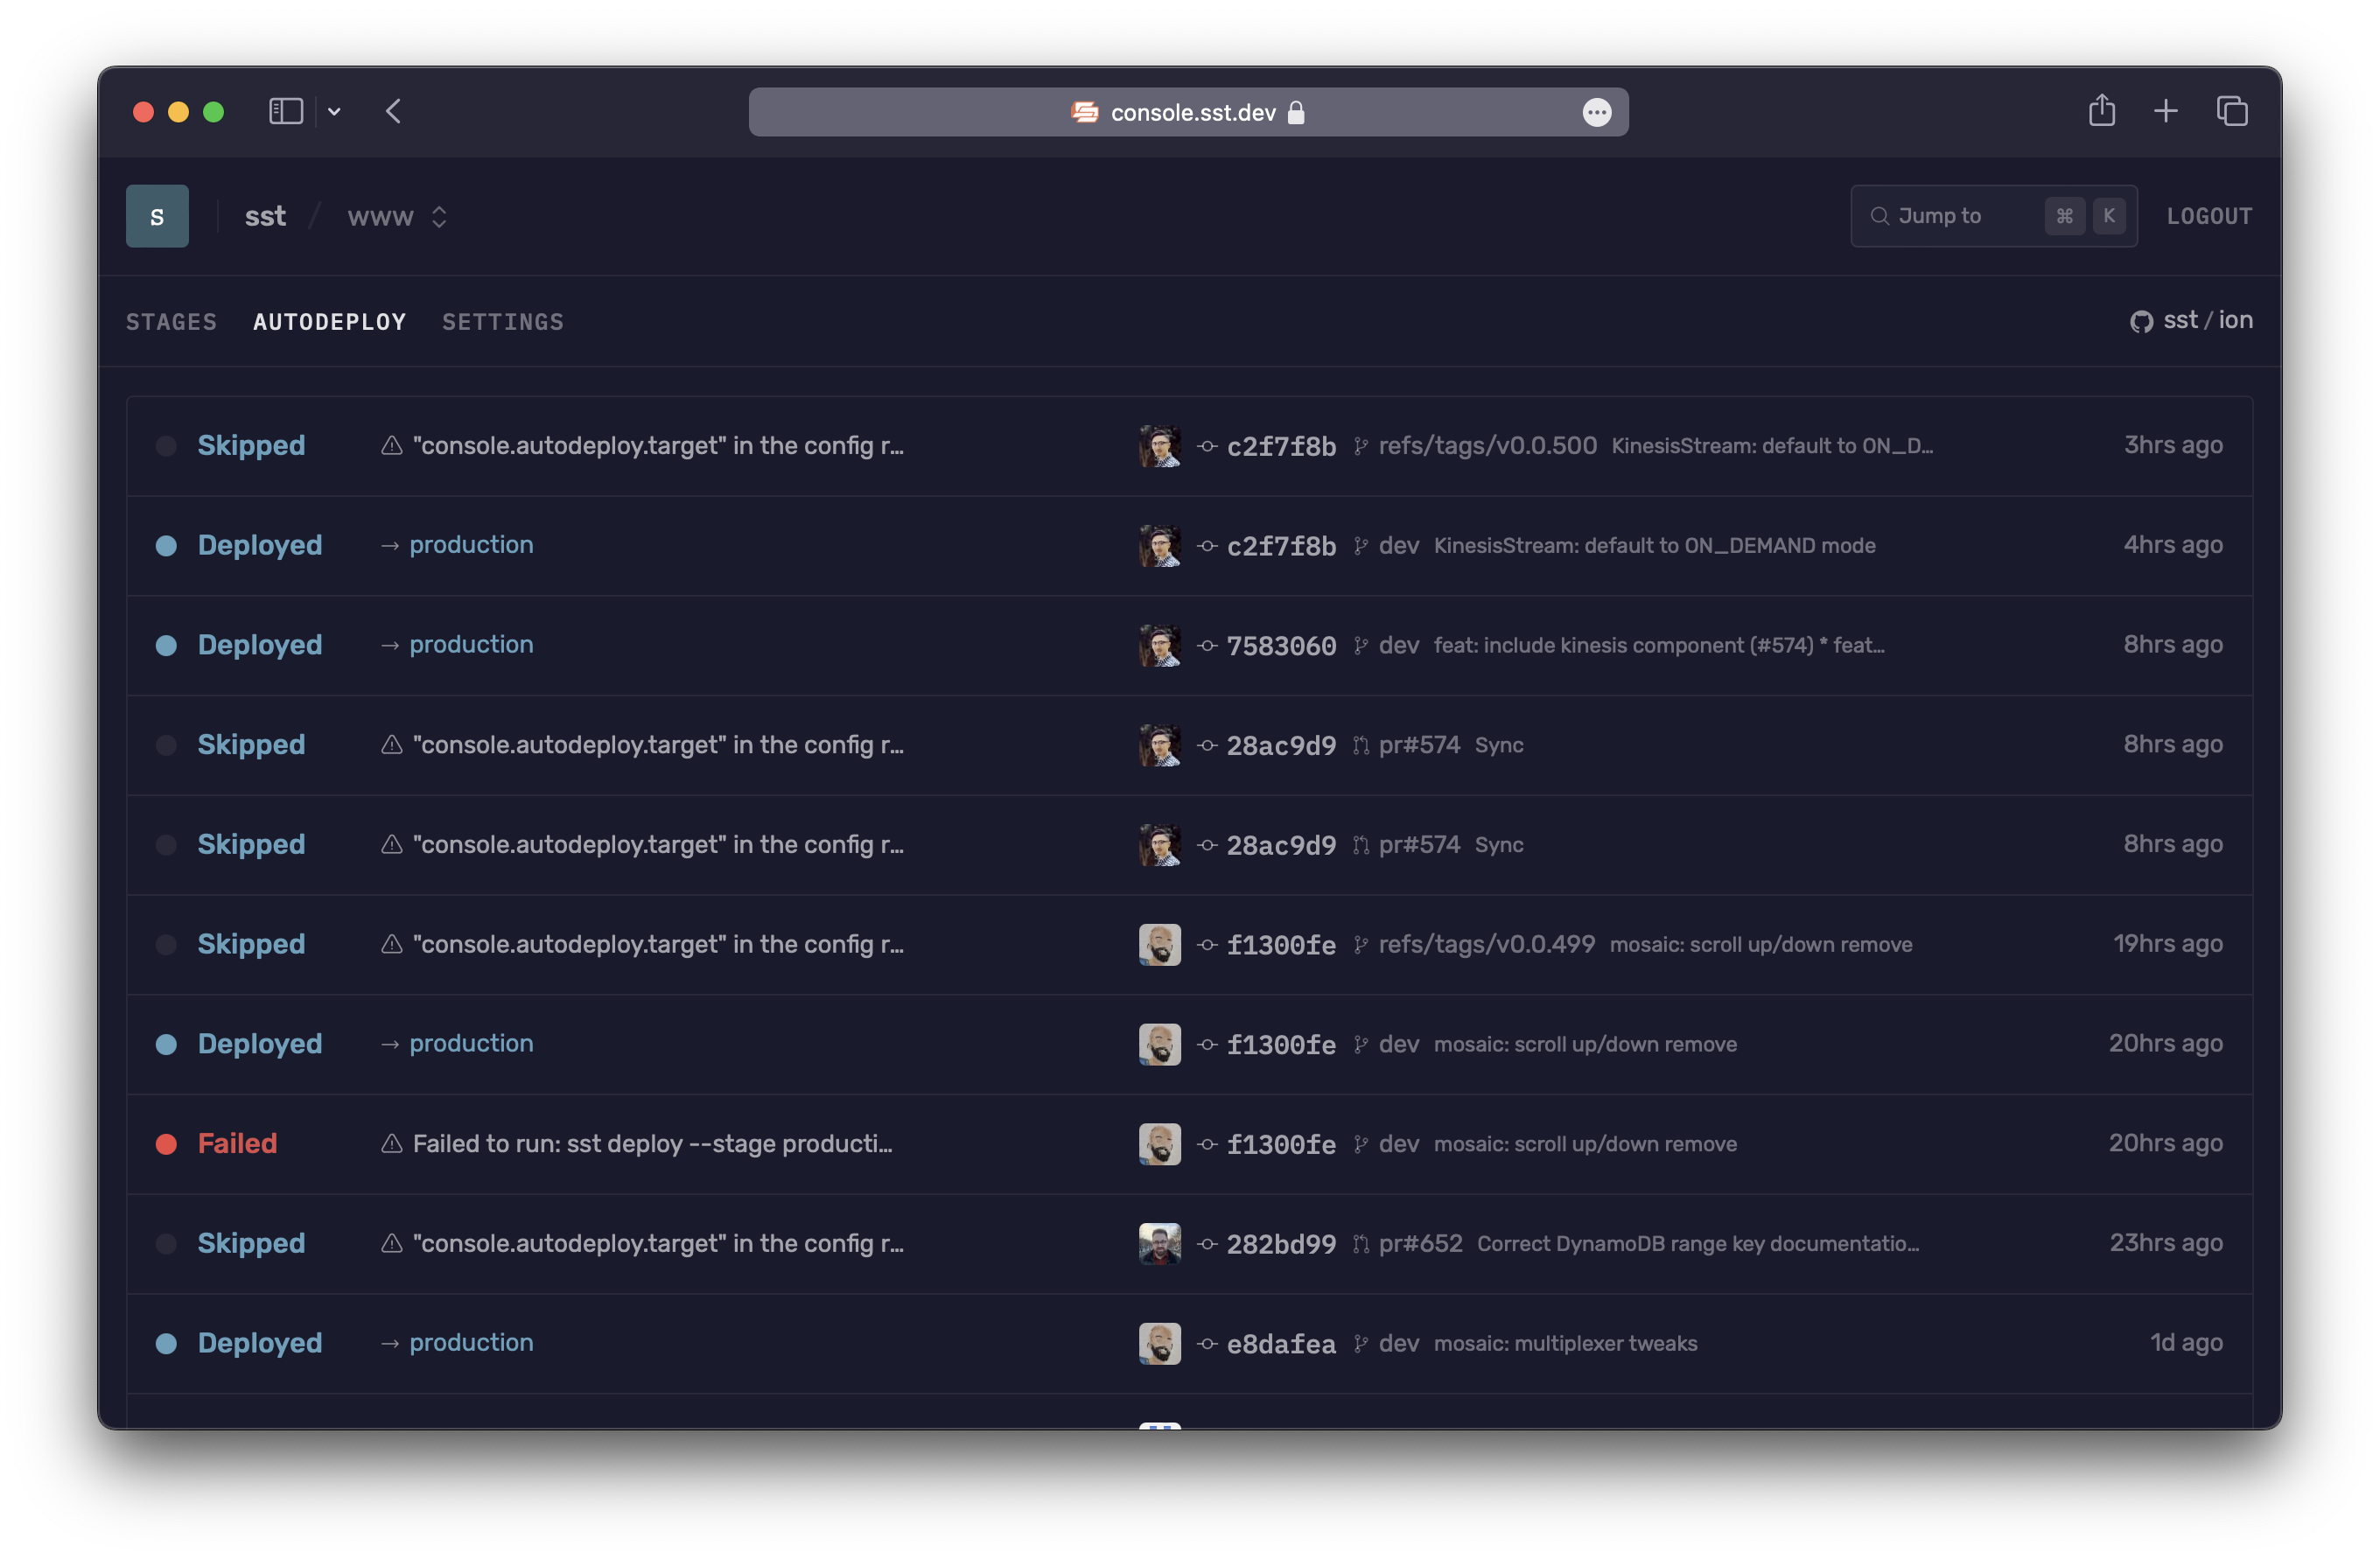 console.sst.dev
S sst / www Jump to ⌘ K LOGOUT
STAGES AUTODEPLOY SETTINGS sst / ion
Skipped "console.autodeploy.target" in the config r... c2f7f8b refs/tags/v0.0.500 KinesisStream: default to ON_D... 3hrs ago
Deployed → production c2f7f8b dev KinesisStream: default to ON_DEMAND mode 4hrs ago
Deployed → production 7583060 dev feat: include kinesis component (#574) * feat... 8hrs ago
Skipped "console.autodeploy.target" in the config r... 28ac9d9 pr#574 Sync 8hrs ago
Skipped "console.autodeploy.target" in the config r... 28ac9d9 pr#574 Sync 8hrs ago
Skipped "console.autodeploy.target" in the config r... f1300fe refs/tags/v0.0.499 mosaic: scroll up/down remove 19hrs ago
Deployed → production f1300fe dev mosaic: scroll up/down remove 20hrs ago
Failed Failed to run: sst deploy --stage producti... f1300fe dev mosaic: scroll up/down remove 20hrs ago
Skipped "console.autodeploy.target" in the config r... 282bd99 pr#652 Correct DynamoDB range key documentatio... 23hrs ago
Deployed → production e8dafea dev mosaic: multiplexer tweaks 1d ago